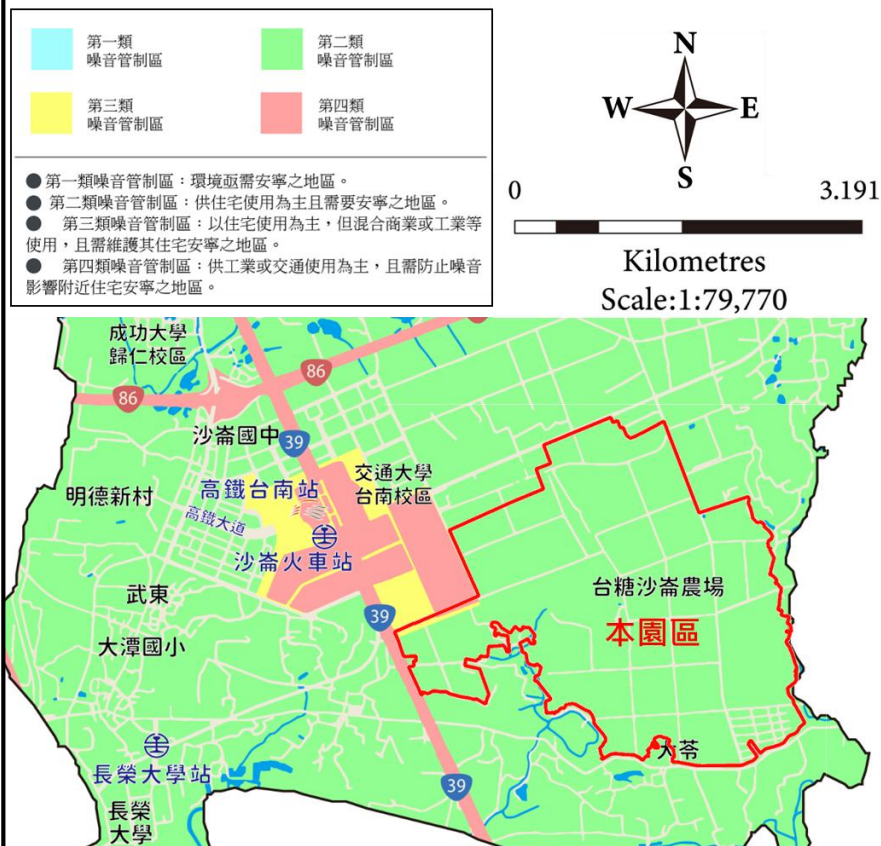 第一類
噪音管制區
第二類
噪音管制區
第三類
噪音管制區
第四類
噪音管制區
● 第一類噪音管制區：環境亟需安寧之地區。
● 第二類噪音管制區：供住宅使用為主且需要安寧之地區。
● 第三類噪音管制區：以住宅使用為主，但混合商業或工業等
使用，且需維護其住宅安寧之地區。
● 第四類噪音管制區：供工業或交通使用為主，且需防止噪音
影響附近住宅安寧之地區。
N
W
E
S
0
3.191
Kilometres
Scale:1:79,770
成功大學
歸仁校區
86
86
沙崙國中
39
交通大學
台南校區
高鐵台南站
明德新村
高鐵大道
沙崙火車站
武東
台糖沙崙農場
39
本園區
大潭國小
大苓
長榮大學站
39
長榮
大學